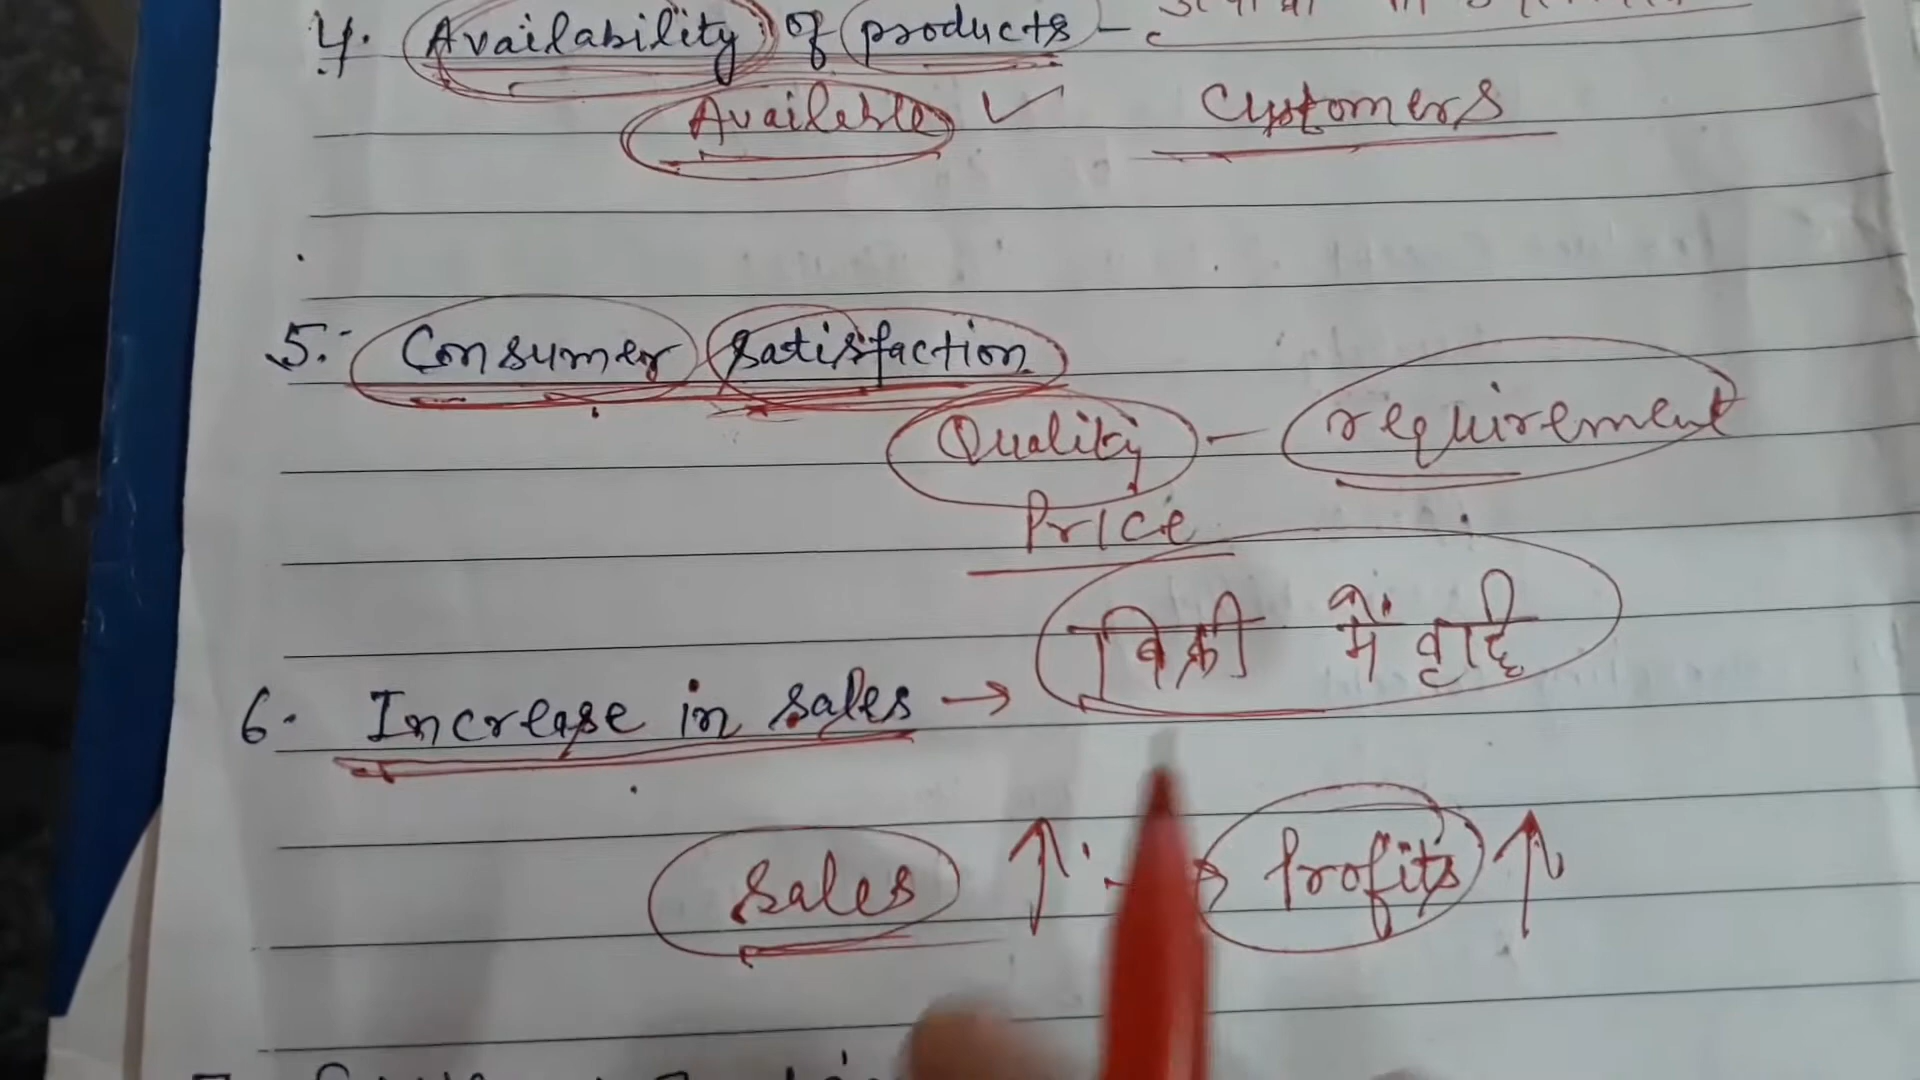 4. Availability of products -
Available ✓ Customers
5. Consumer satisfaction
Quality - requirement
Price
बिक्री में वृद्धि
6. Increase in sales →
Sales ↑ → Profits ↑